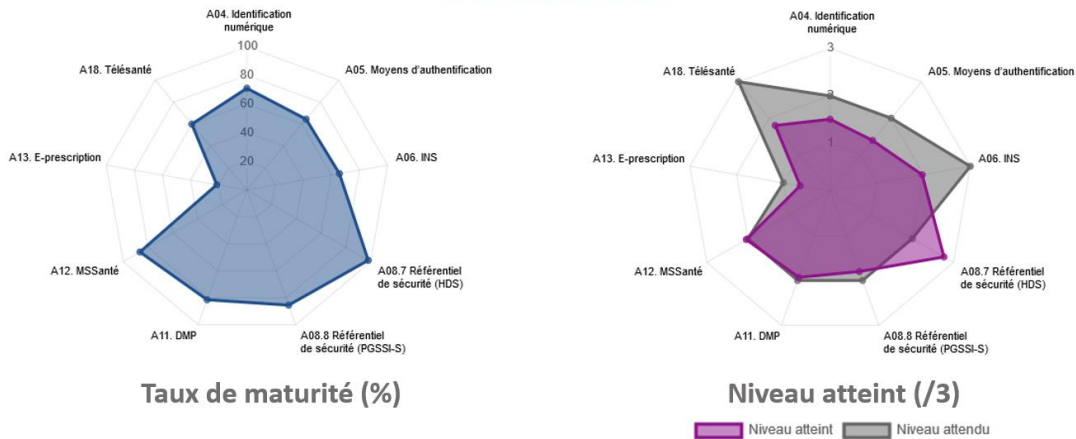 A04. Identification
numérique
100
80
60
40
20
A05. Moyens d'authentification
A06. INS
A08.7 Référentiel
de sécurité (HDS)
A08.8 Référentiel
de sécurité (PGSSI-S)
A11. DMP
A12. MSSanté
A13. E-prescription
A18. Télésanté
Taux de maturité (%)
A04. Identification
numérique
3
2
1
A05. Moyens d'authentification
A06. INS
A08.7 Référentiel
de sécurité (HDS)
A08.8 Référentiel
de sécurité (PGSSI-S)
A11. DMP
A12. MSSanté
A13. E-prescription
A18. Télésanté
Niveau atteint (/3)
Niveau atteint
Niveau attendu